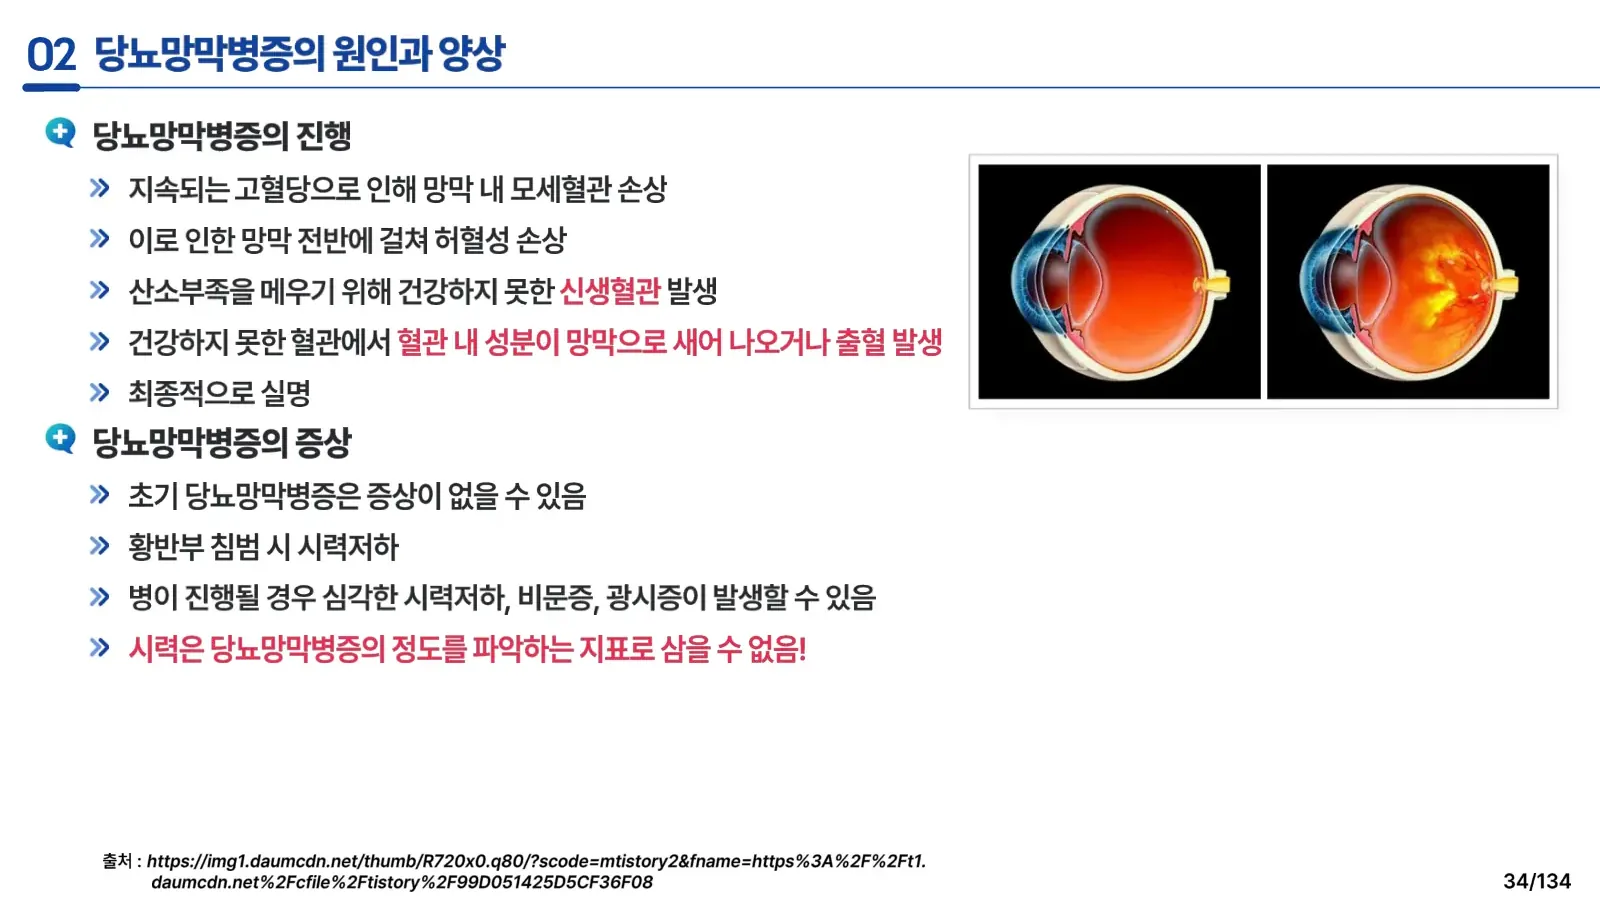 02 당뇨망막병증의 원인과 양상
당뇨망막병증의 진행
지속되는 고혈당으로 인해 망막 내 모세혈관 손상
이로 인한 망막 전반에 걸쳐 허혈성 손상
산소부족을 메우기 위해 건강하지 못한 신생혈관 발생
건강하지 못한 혈관에서 혈관 내 성분이 망막으로 새어 나오거나 출혈 발생
최종적으로 실명
당뇨망막병증의 증상
초기 당뇨망막병증은 증상이 없을 수 있음
황반부 침범 시 시력저하
병이 진행될 경우 심각한 시력저하, 비문증, 광시증이 발생할 수 있음
시력은 당뇨망막병증의 정도를 파악하는 지표로 삼을 수 없음!
출처 : https://img1.daumcdn.net/thumb/R720x0.q80/?scode=mtistory2&fname=https%3A%2F%2Ft1.
daumcdn.net%2Fcfile%2Ftistory%2F99D051425D5CF36F08
34/134